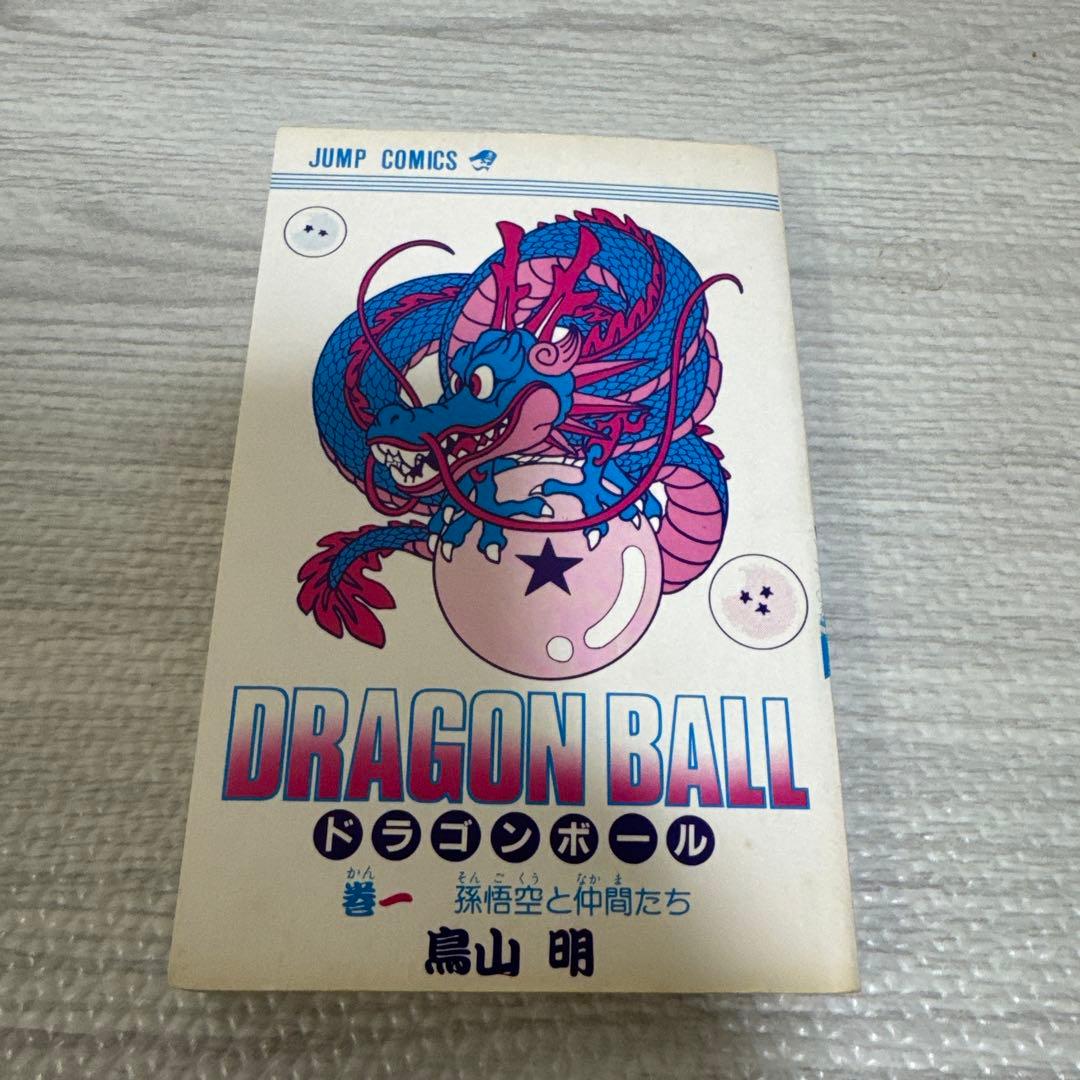 JUMP COMICS
DRAGON BALL
ドラゴンボール
かん そんごくう なかま
巻一 孫悟空と仲間たち
鳥山 明